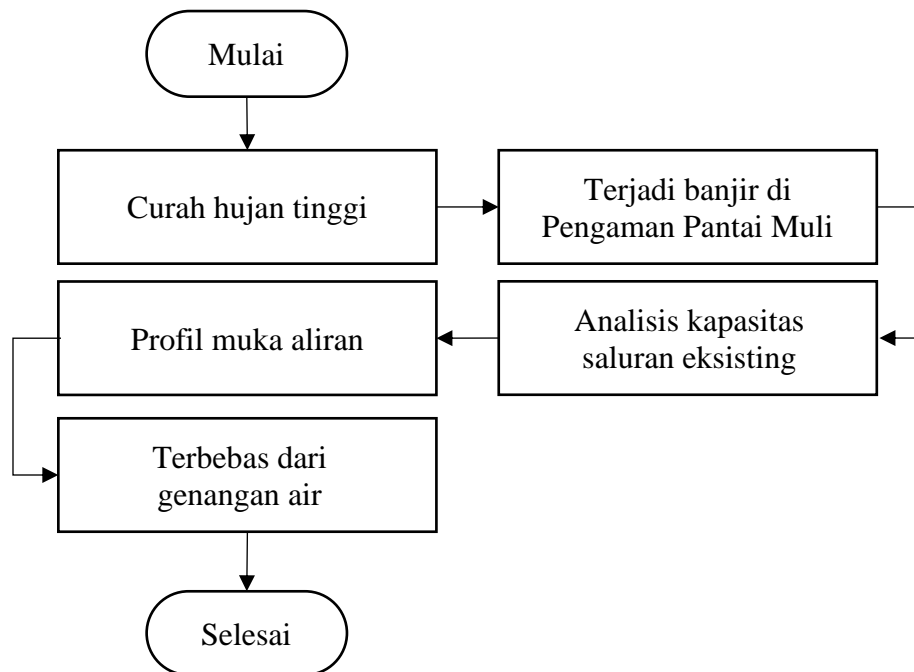 Mulai
Curah hujan tinggi
Terjadi banjir di
Pengaman Pantai Muli
Analisis kapasitas
saluran eksisting
Profil muka aliran
Terbebas dari
genangan air
Selesai